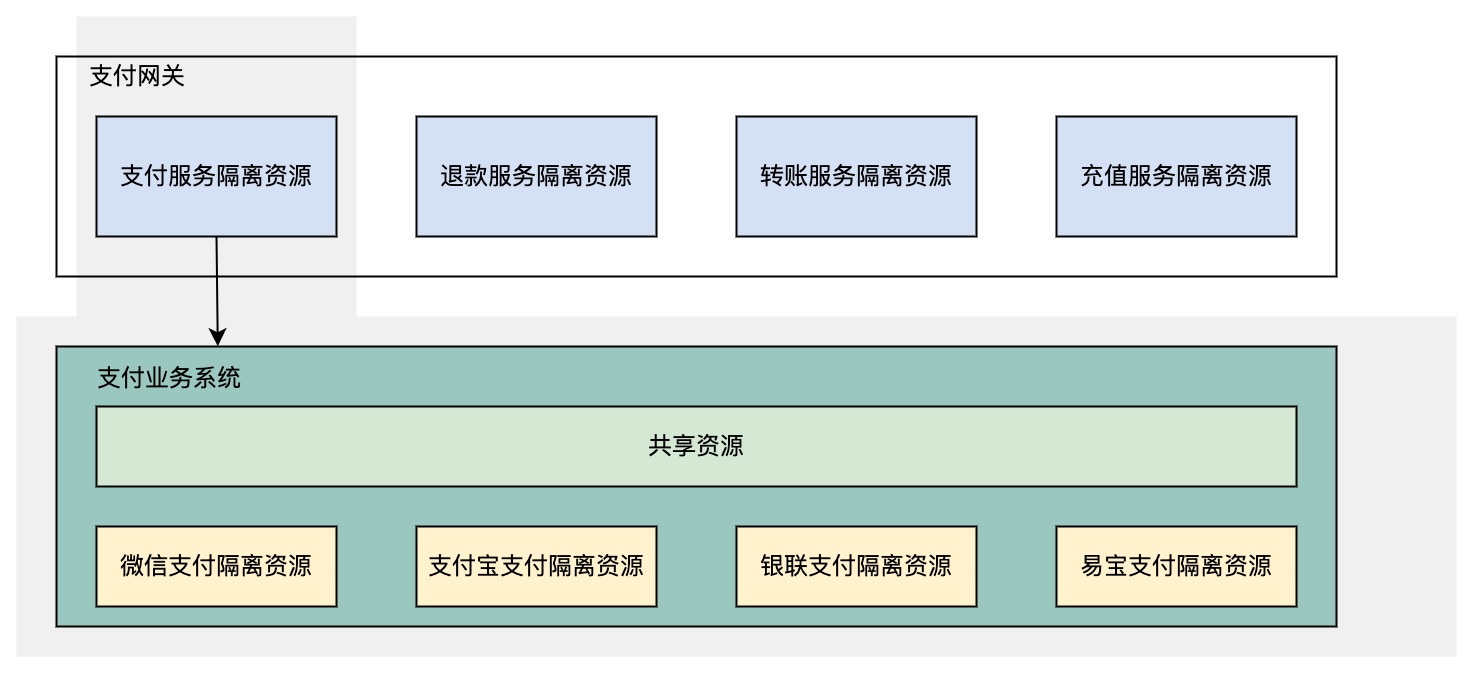 支付网关
支付服务隔离资源
退款服务隔离资源
转账服务隔离资源
充值服务隔离资源
支付业务系统
共享资源
微信支付隔离资源
支付宝支付隔离资源
银联支付隔离资源
易宝支付隔离资源